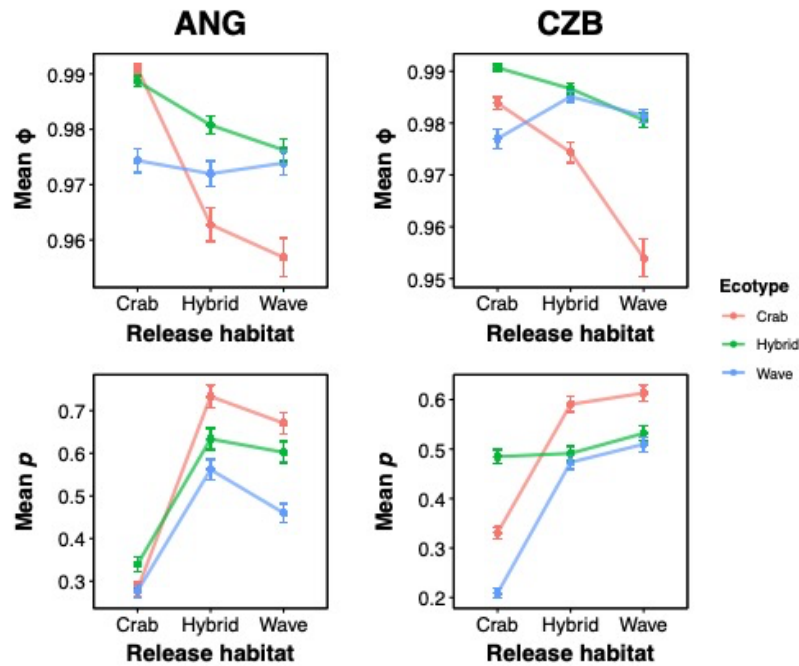 ANG
CZB
Mean ϕ
0.99
0.98
0.97
0.96
Crab Hybrid Wave
Release habitat
Mean ϕ
0.99
0.98
0.97
0.96
0.95
Crab Hybrid Wave
Release habitat
Ecotype
Crab
Hybrid
Wave
Mean p
0.7
0.6
0.5
0.4
0.3
Crab Hybrid Wave
Release habitat
Mean p
0.6
0.5
0.4
0.3
0.2
Crab Hybrid Wave
Release habitat